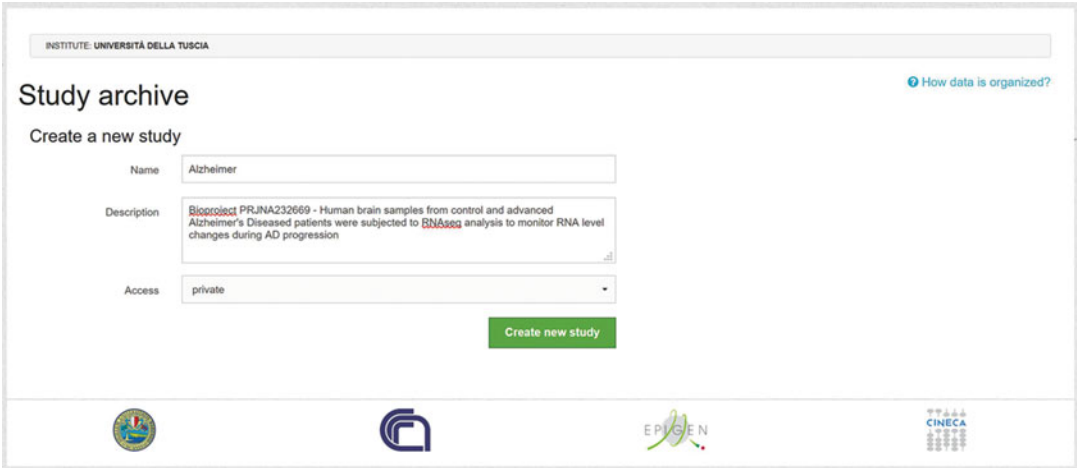 INSTITUTE: UNIVERSITÀ DELLA TUSCIA
How data is organized?
Study archive
Create a new study
Name
Alzheimer
Description
Bioproject PRJNA232669 - Human brain samples from control and advanced
Alzheimer's Diseased patients were subjected to RNAseq analysis to monitor RNA level
changes during AD progression
Access
private
Create new study
EPIGEN
CINECA